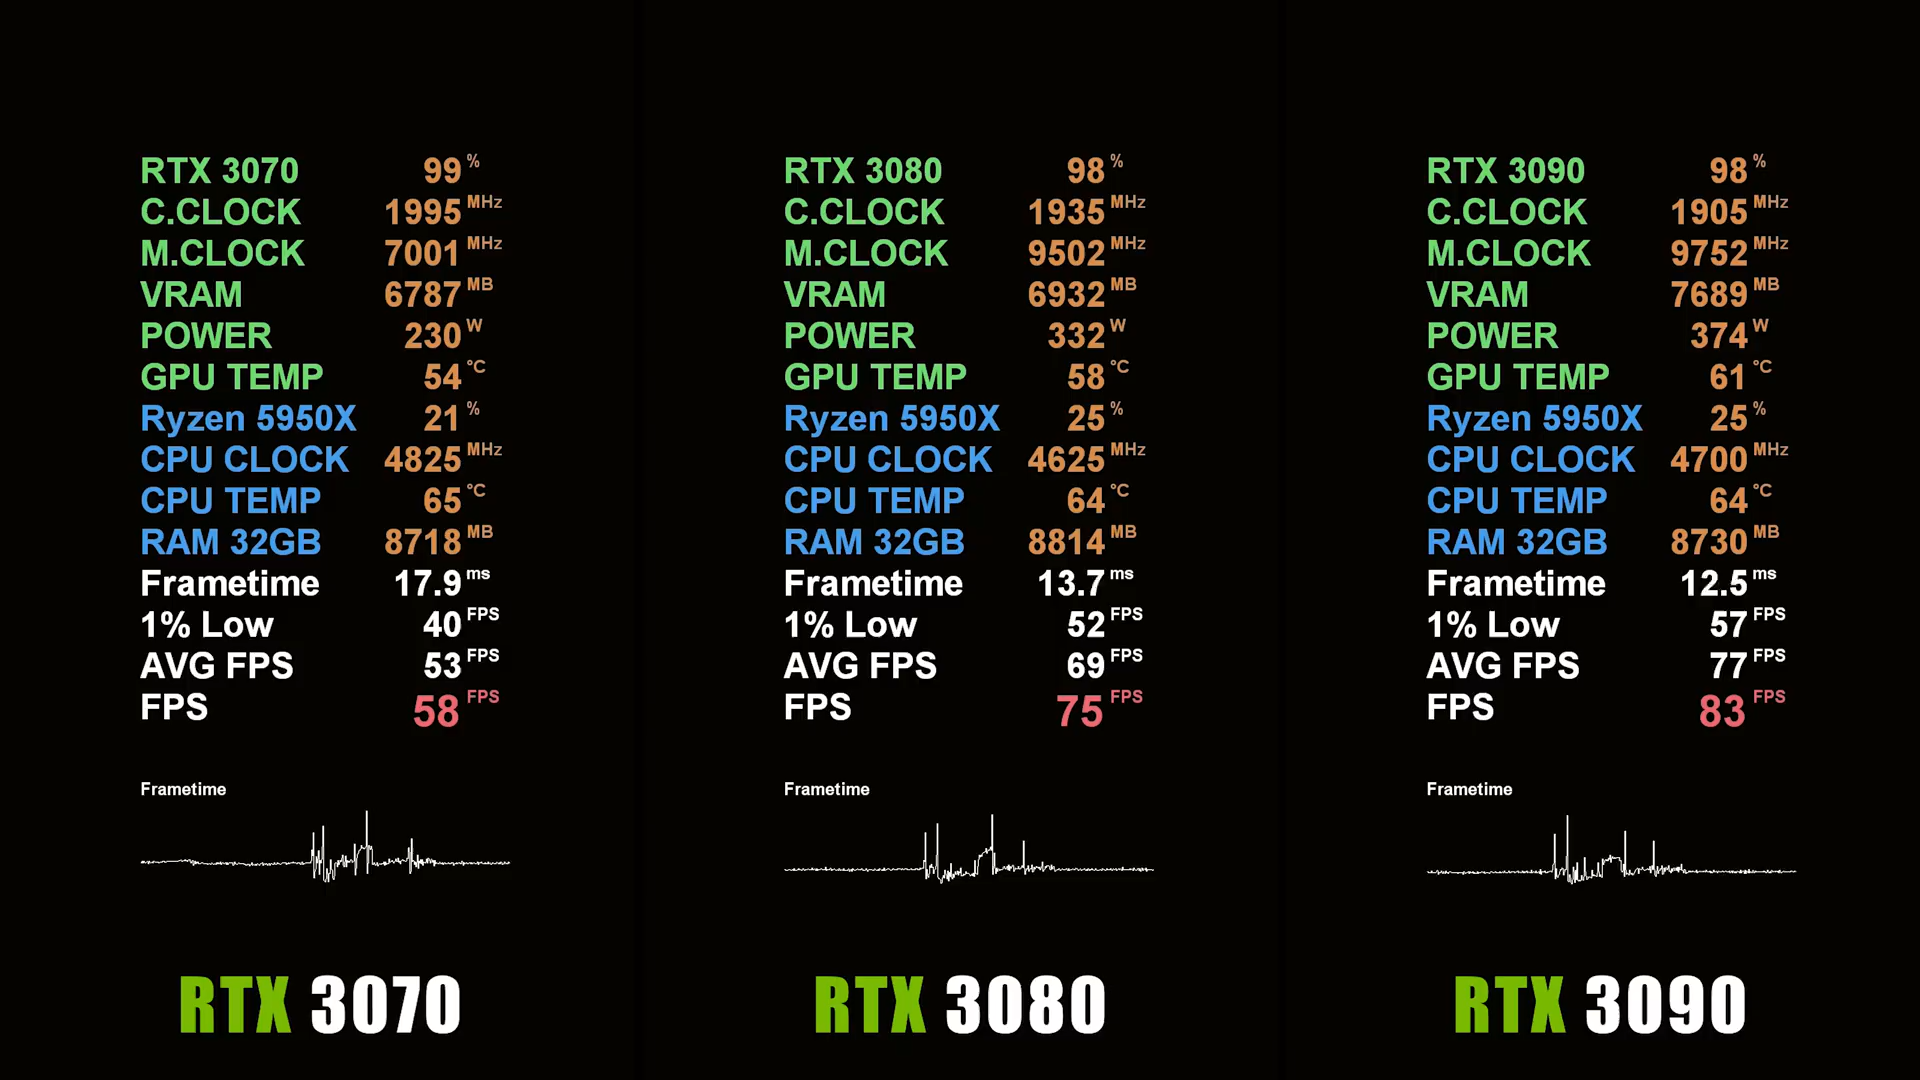 RTX 3070 99 %
C.CLOCK 1995 MHz
M.CLOCK 7001 MHz
VRAM 6787 MB
POWER 230 W
GPU TEMP 54 °C
Ryzen 5950X 21 %
CPU CLOCK 4825 MHz
CPU TEMP 65 °C
RAM 32GB 8718 MB
Frametime 17.9 ms
1% Low 40 FPS
AVG FPS 53 FPS
FPS 58 FPS
Frametime
RTX 3070
RTX 3080 98 %
C.CLOCK 1935 MHz
M.CLOCK 9502 MHz
VRAM 6932 MB
POWER 332 W
GPU TEMP 58 °C
Ryzen 5950X 25 %
CPU CLOCK 4625 MHz
CPU TEMP 64 °C
RAM 32GB 8814 MB
Frametime 13.7 ms
1% Low 52 FPS
AVG FPS 69 FPS
FPS 75 FPS
Frametime
RTX 3080
RTX 3090 98 %
C.CLOCK 1905 MHz
M.CLOCK 9752 MHz
VRAM 7689 MB
POWER 374 W
GPU TEMP 61 °C
Ryzen 5950X 25 %
CPU CLOCK 4700 MHz
CPU TEMP 64 °C
RAM 32GB 8730 MB
Frametime 12.5 ms
1% Low 57 FPS
AVG FPS 77 FPS
FPS 83 FPS
Frametime
RTX 3090